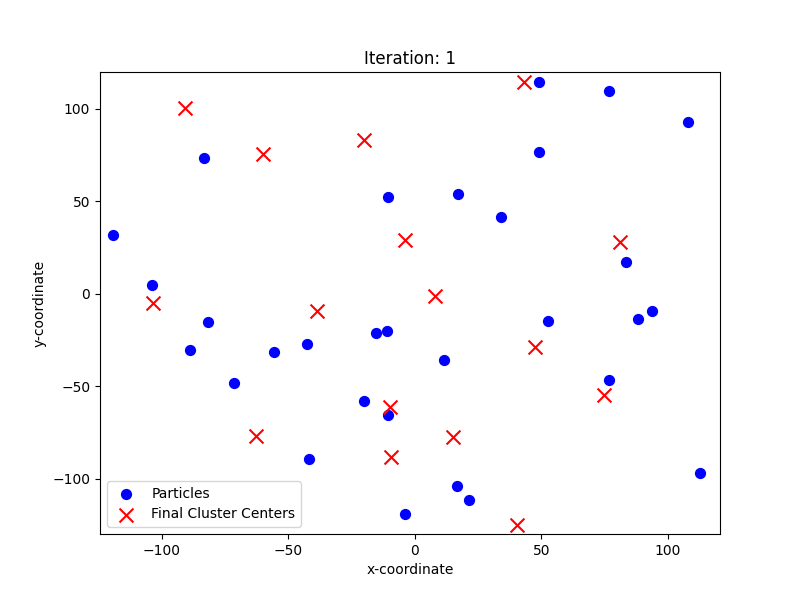 Iteration: 1
100
50
0
−50
−100
y-coordinate
−100
−50
0
50
100
x-coordinate
Particles
Final Cluster Centers